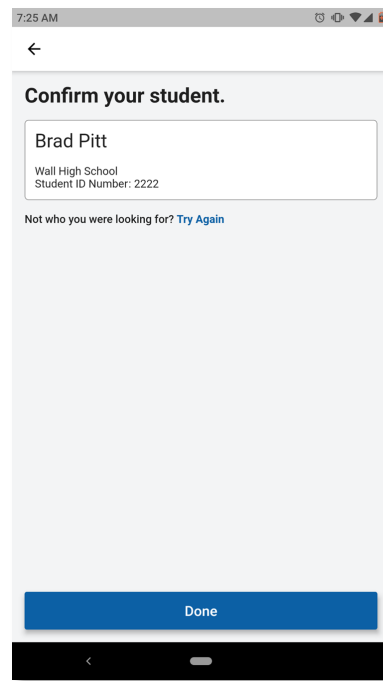 7:25 AM
Confirm your student.
Brad Pitt
Wall High School
Student ID Number: 2222
Not who you were looking for? Try Again
Done